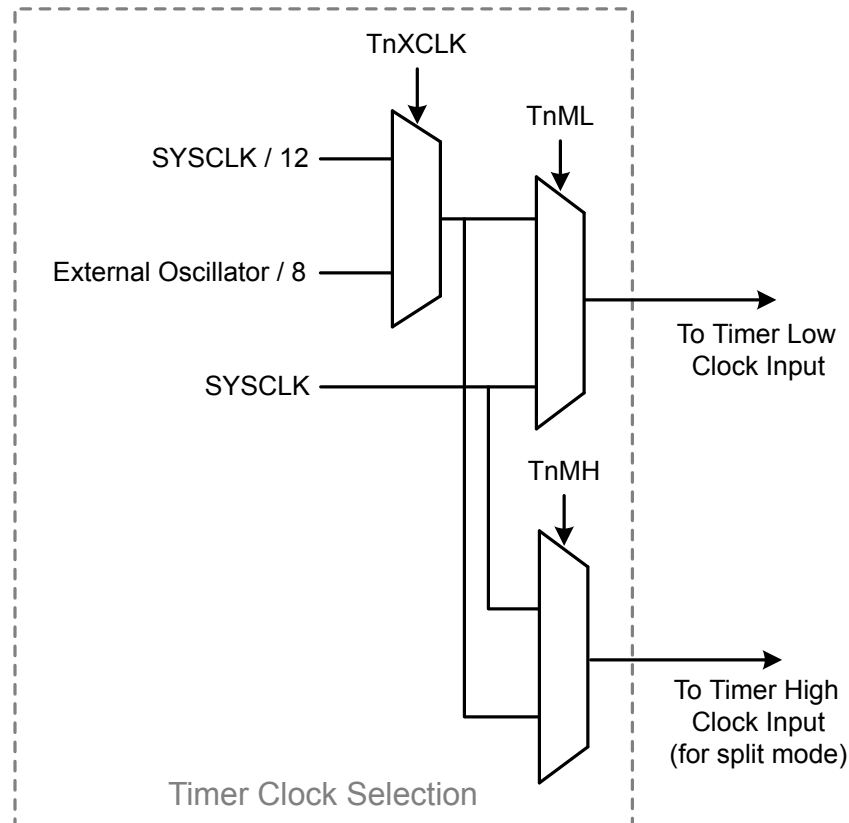 TnXCLK
TnML
SYSCLK / 12
External Oscillator / 8
To Timer Low
Clock Input
SYSCLK
TnMH
To Timer High
Clock Input
(for split mode)
Timer Clock Selection